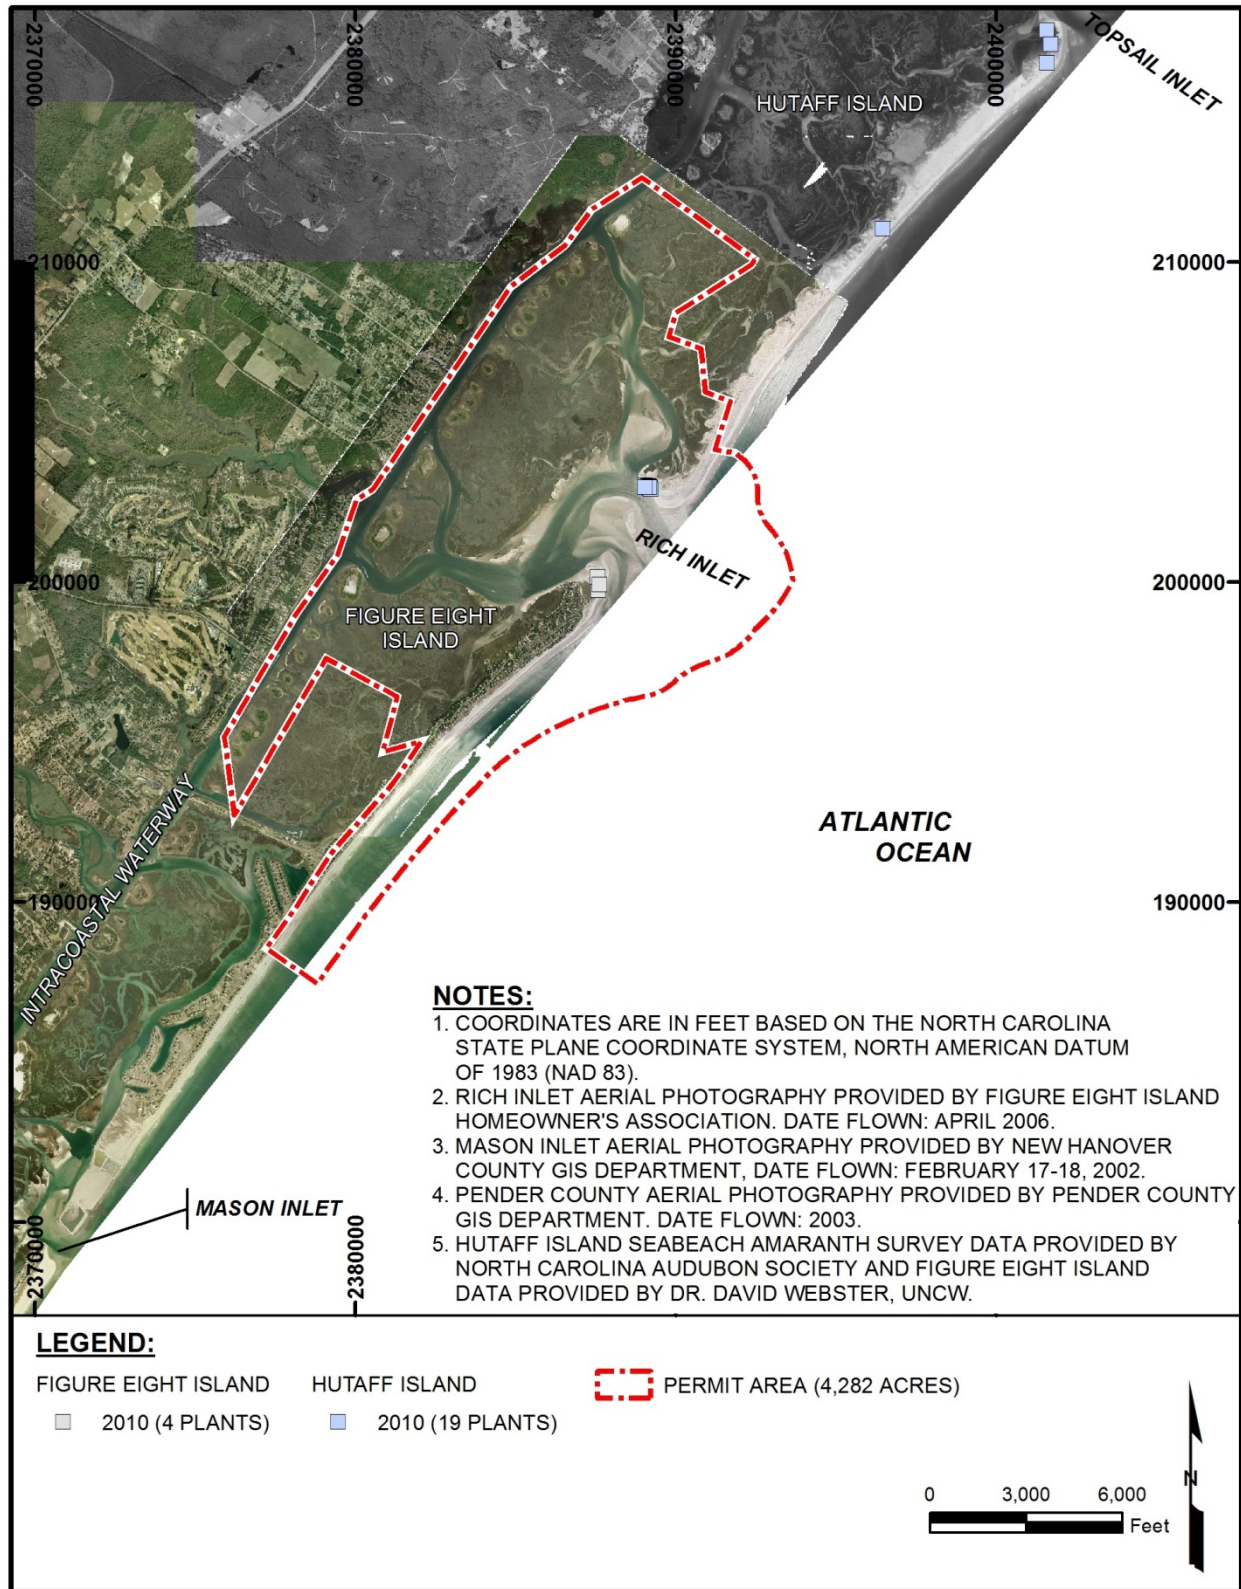 2370000
2380000
2390000
2400000
TOPSAIL INLET
HUTAFF ISLAND
210000
210000
RICH INLET
200000
200000
FIGURE EIGHT
ISLAND
INTRACOASTAL WATERWAY
ATLANTIC
OCEAN
190000
190000
NOTES:
1. COORDINATES ARE IN FEET BASED ON THE NORTH CAROLINA
STATE PLANE COORDINATE SYSTEM, NORTH AMERICAN DATUM
OF 1983 (NAD 83).
2. RICH INLET AERIAL PHOTOGRAPHY PROVIDED BY FIGURE EIGHT ISLAND
HOMEOWNER'S ASSOCIATION. DATE FLOWN: APRIL 2006.
3. MASON INLET AERIAL PHOTOGRAPHY PROVIDED BY NEW HANOVER
COUNTY GIS DEPARTMENT, DATE FLOWN: FEBRUARY 17-18, 2002.
4. PENDER COUNTY AERIAL PHOTOGRAPHY PROVIDED BY PENDER COUNTY
GIS DEPARTMENT. DATE FLOWN: 2003.
5. HUTAFF ISLAND SEABEACH AMARANTH SURVEY DATA PROVIDED BY
NORTH CAROLINA AUDUBON SOCIETY AND FIGURE EIGHT ISLAND
DATA PROVIDED BY DR. DAVID WEBSTER, UNCW.
MASON INLET
2370000
2380000
LEGEND:
FIGURE EIGHT ISLAND
HUTAFF ISLAND
PERMIT AREA (4,282 ACRES)
2010 (4 PLANTS)
2010 (19 PLANTS)
N
0 3,000 6,000
Feet